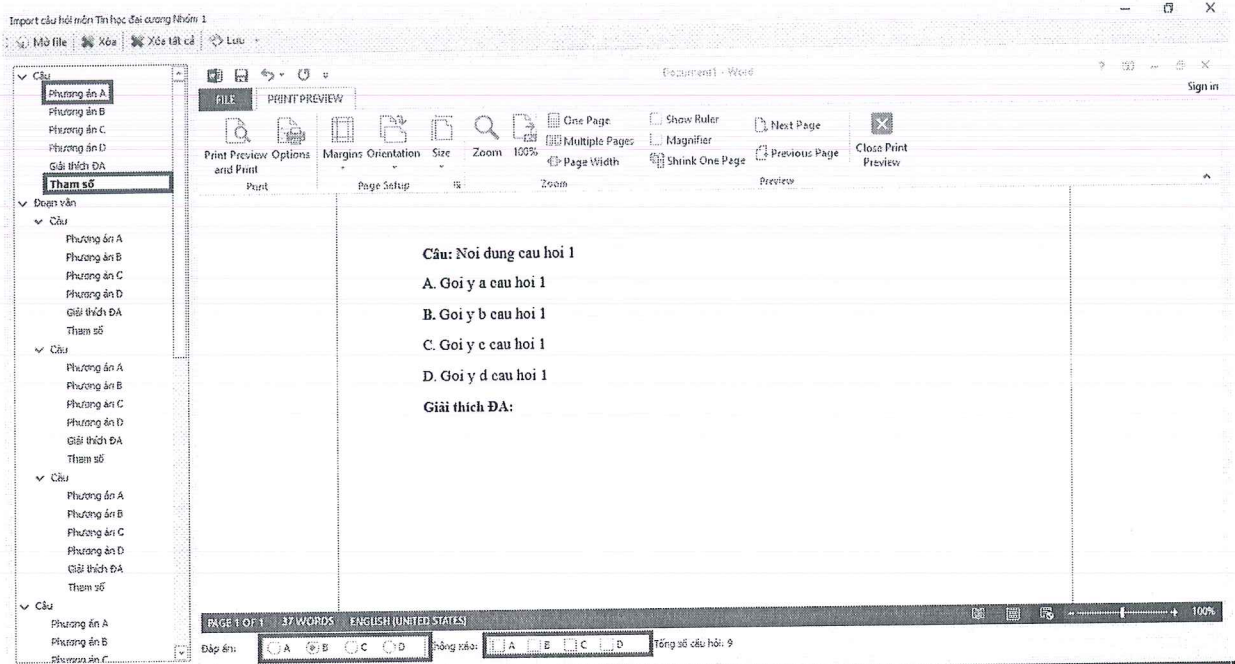 Import câu hỏi môn Tin học đại cương Nhóm 1
Mở file Xóa Xóa tất cả Lưu
Câu
Phương án A
Phương án B
Phương án C
Phương án D
Giải thích ĐA
Tham số
Đoạn văn
Câu
Phương án A
Phương án B
Phương án C
Phương án D
Giải thích ĐA
Tham số
Câu
Phương án A
Phương án B
Phương án C
Phương án D
Giải thích ĐA
Tham số
Câu
Phương án A
Phương án B
Phương án C
Phương án D
Giải thích ĐA
Tham số
Câu
Phương án A
Phương án B
Phương án C
Document1 - Word
Sign in
FILE PRINT PREVIEW
Print Preview and Print
Options
Print
Margins Orientation Size
Page Setup
Zoom 100%
One Page
Multiple Pages
Page Width
Zoom
Show Ruler
Magnifier
Shrink One Page
Next Page
Previous Page
Close Print Preview
Preview
Câu: Noi dung cau hoi 1
A. Goi y a cau hoi 1
B. Goi y b cau hoi 1
C. Goi y c cau hoi 1
D. Goi y d cau hoi 1
Giải thích ĐA:
PAGE 1 OF 1 37 WORDS ENGLISH (UNITED STATES) 100%
Đáp án: A B C D hông xáo: A B C D Tổng số câu hỏi: 9